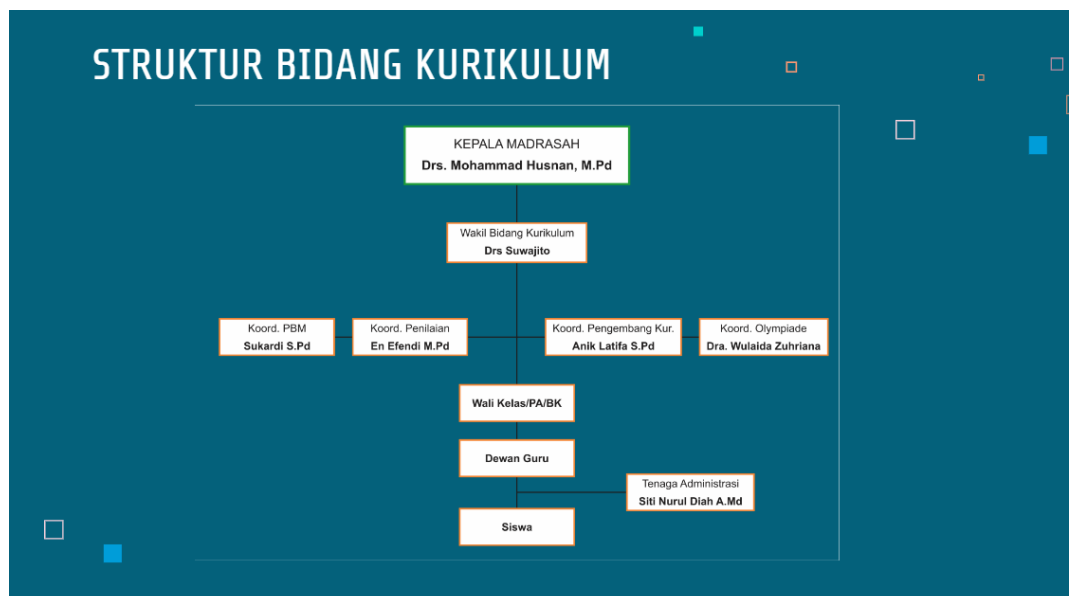 STRUKTUR BIDANG KURIKULUM
KEPALA MADRASAH
Drs. Mohammad Husnan, M.Pd
Wakil Bidang Kurikulum
Drs Suwajito
Koord. PBM
Sukardi S.Pd
Koord. Penilaian
En Efendi M.Pd
Koord. Pengembang Kur.
Anik Latifa S.Pd
Koord. Olympiade
Dra. Wulaida Zuhriana
Wali Kelas/PA/BK
Dewan Guru
Tenaga Administrasi
Siti Nurul Diah A.Md
Siswa